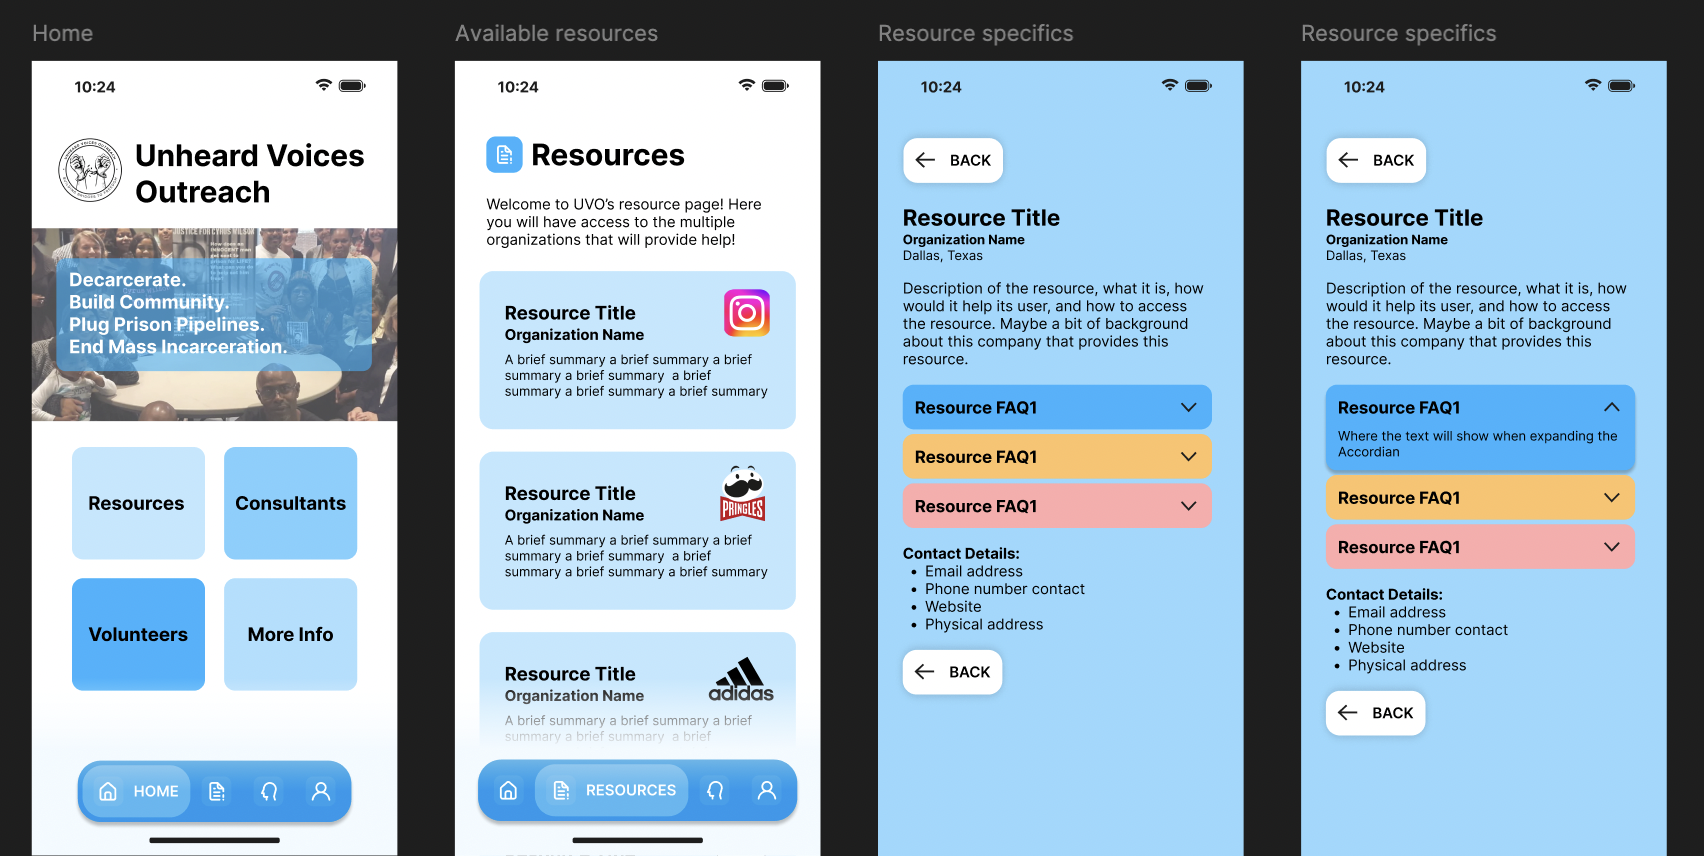 Home
10:24
Unheard Voices
Outreach
JUSTICE FOR CYRUS WILSON
Decarcerate.
Build Community.
Plug Prison Pipelines.
End Mass Incarceration.
Resources
Consultants
Volunteers
More Info
HOME
Available resources
10:24
Resources
Welcome to UVO’s resource page! Here
you will have access to the multiple
organizations that will provide help!
Resource Title
Organization Name
A brief summary a brief summary a brief
summary a brief summary  a brief
summary a brief summary a brief summary
Resource Title
Organization Name
PRINGLES
A brief summary a brief summary a brief
summary a brief summary  a brief
summary a brief summary a brief summary
Resource Title
Organization Name
adidas
A brief summary a brief summary a brief
summary a brief summary  a brief
RESOURCES
Resource specifics
10:24
BACK
Resource Title
Organization Name
Dallas, Texas
Description of the resource, what it is, how
would it help its user, and how to access
the resource. Maybe a bit of background
about this company that provides this
resource.
Resource FAQ1
Resource FAQ1
Resource FAQ1
Contact Details:
• Email address
• Phone number contact
• Website
• Physical address
BACK
Resource specifics
10:24
BACK
Resource Title
Organization Name
Dallas, Texas
Description of the resource, what it is, how
would it help its user, and how to access
the resource. Maybe a bit of background
about this company that provides this
resource.
Resource FAQ1
Where the text will show when expanding the
Accordian
Resource FAQ1
Resource FAQ1
Contact Details:
• Email address
• Phone number contact
• Website
• Physical address
BACK